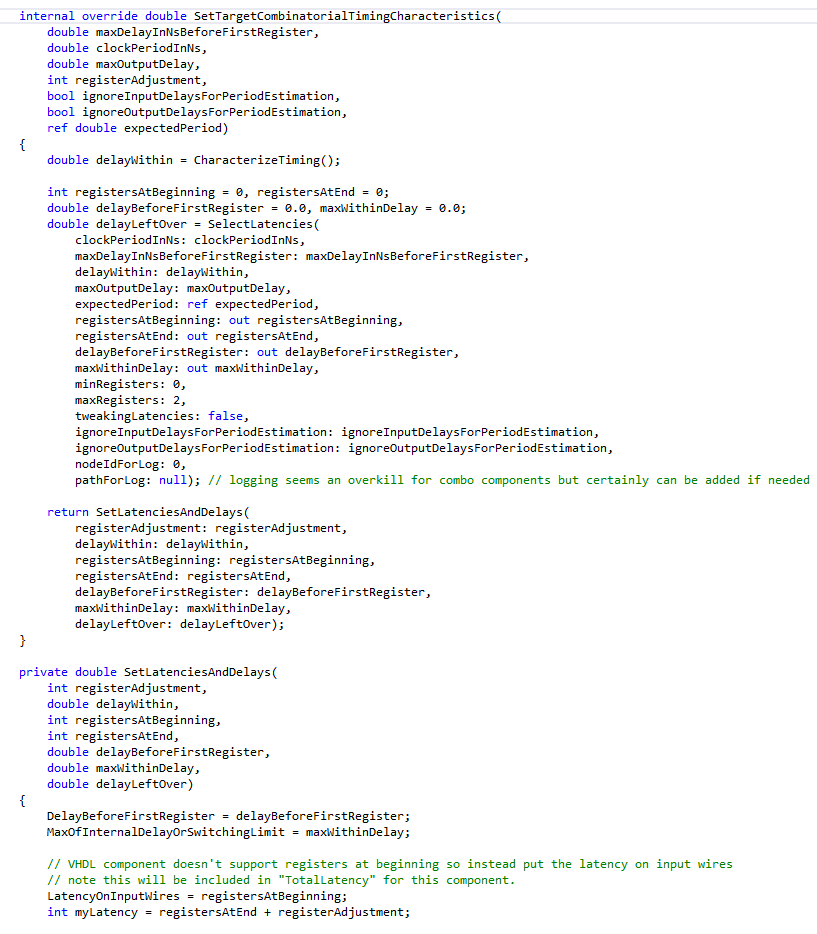 internal override double SetTargetCombinatorialTimingCharacteristics(
    double maxDelayInNsBeforeFirstRegister,
    double clockPeriodInNs,
    double maxOutputDelay,
    int registerAdjustment,
    bool ignoreInputDelaysForPeriodEstimation,
    bool ignoreOutputDelaysForPeriodEstimation,
    ref double expectedPeriod)
{
    double delayWithin = CharacterizeTiming();

    int registersAtBeginning = 0, registersAtEnd = 0;
    double delayBeforeFirstRegister = 0.0, maxWithinDelay = 0.0;
    double delayLeftOver = SelectLatencies(
        clockPeriodInNs: clockPeriodInNs,
        maxDelayInNsBeforeFirstRegister: maxDelayInNsBeforeFirstRegister,
        delayWithin: delayWithin,
        maxOutputDelay: maxOutputDelay,
        expectedPeriod: ref expectedPeriod,
        registersAtBeginning: out registersAtBeginning,
        registersAtEnd: out registersAtEnd,
        delayBeforeFirstRegister: out delayBeforeFirstRegister,
        maxWithinDelay: out maxWithinDelay,
        minRegisters: 0,
        maxRegisters: 2,
        tweakingLatencies: false,
        ignoreInputDelaysForPeriodEstimation: ignoreInputDelaysForPeriodEstimation,
        ignoreOutputDelaysForPeriodEstimation: ignoreOutputDelaysForPeriodEstimation,
        nodeIdForLog: 0,
        pathForLog: null); // logging seems an overkill for combo components but certainly can be added if needed

    return SetLatenciesAndDelays(
        registerAdjustment: registerAdjustment,
        delayWithin: delayWithin,
        registersAtBeginning: registersAtBeginning,
        registersAtEnd: registersAtEnd,
        delayBeforeFirstRegister: delayBeforeFirstRegister,
        maxWithinDelay: maxWithinDelay,
        delayLeftOver: delayLeftOver);
}

private double SetLatenciesAndDelays(
    int registerAdjustment,
    double delayWithin,
    int registersAtBeginning,
    int registersAtEnd,
    double delayBeforeFirstRegister,
    double maxWithinDelay,
    double delayLeftOver)
{
    DelayBeforeFirstRegister = delayBeforeFirstRegister;
    MaxOfInternalDelayOrSwitchingLimit = maxWithinDelay;

    // VHDL component doesn't support registers at beginning so instead put the latency on input wires
    // note this will be included in "TotalLatency" for this component.
    LatencyOnInputWires = registersAtBeginning;
    int myLatency = registersAtEnd + registerAdjustment;